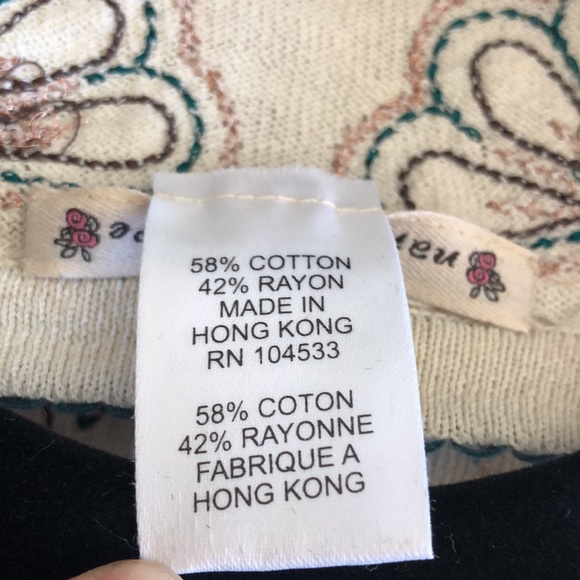 58% COTTON
42% RAYON
MADE IN
HONG KONG
RN 104533
58% COTON
42% RAYONNE
FABRIQUE A
HONG KONG